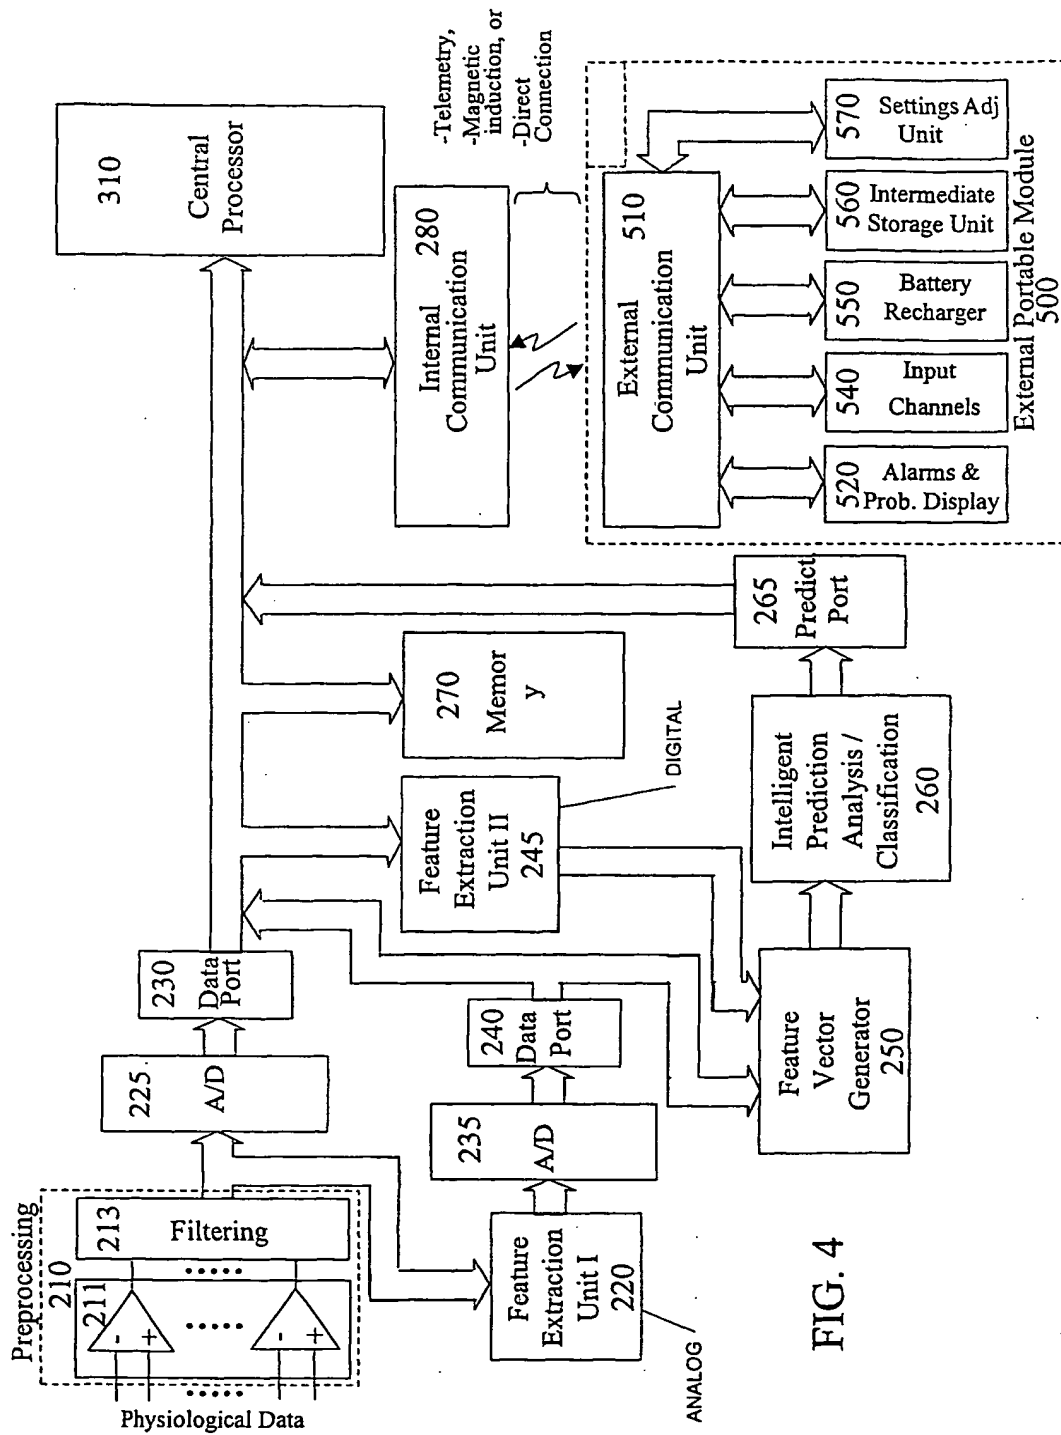 Preprocessing
210
211
213
Filtering
-
+
-
+
Physiological Data
225
A/D
230
Data
Port
310
Central
Processor
220
Feature
Extraction
Unit I
ANALOG
235
A/D
240
Data
Port
245
Feature
Extraction
Unit II
DIGITAL
270
Memor
y
280
Internal
Communication
Unit
-Telemetry,
-Magnetic
induction, or
-Direct
Connection
Feature
Vector
Generator
250
Intelligent
Prediction
Analysis /
Classification
260
265
Predict.
Port
510
External
Communication
Unit
520
Alarms &
Prob. Display
540
Input
Channels
550
Battery
Recharger
560
Intermediate
Storage Unit
570
Settings Adj
Unit
External Portable Module
500
FIG. 4